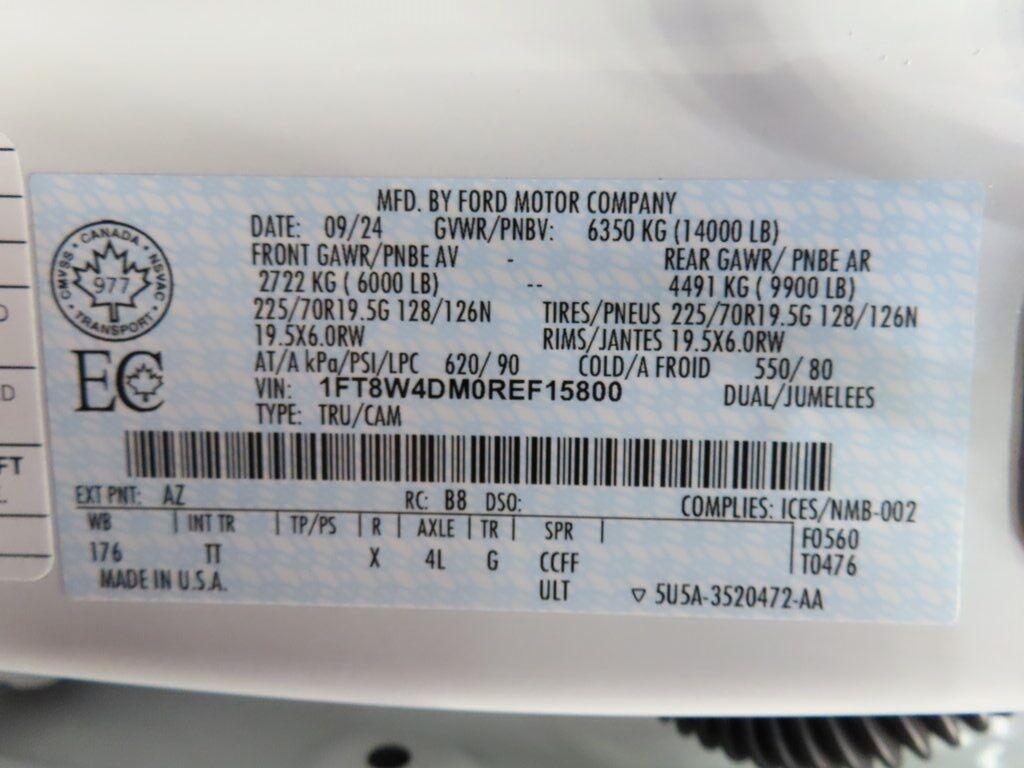 MFD. BY FORD MOTOR COMPANY
DATE: 09/24 GVWR/PNBV: 6350 KG (14000 LB)
FRONT GAWR/PNBE AV - REAR GAWR/ PNBE AR
2722 KG ( 6000 LB) -- 4491 KG ( 9900 LB)
225/70R19.5G 128/126N TIRES/PNEUS 225/70R19.5G 128/126N
19.5X6.0RW RIMS/JANTES 19.5X6.0RW
AT/A kPa/PSI/LPC 620/ 90 COLD/A FROID 550/ 80
VIN: 1FT8W4DM0REF15800 DUAL/JUMELEES
TYPE: TRU/CAM
CANADA
CMVSS 977 NSVAC
TRANSPORT
EC
EXT PNT: AZ RC: B8 DSO: COMPLIES: ICES/NMB-002
WB | INT TR | TP/PS | R | AXLE | TR | SPR | F0560
176 TT X 4L G CCFF T0476
MADE IN U.S.A. ULT ▽ 5U5A-3520472-AA
D
D
FT